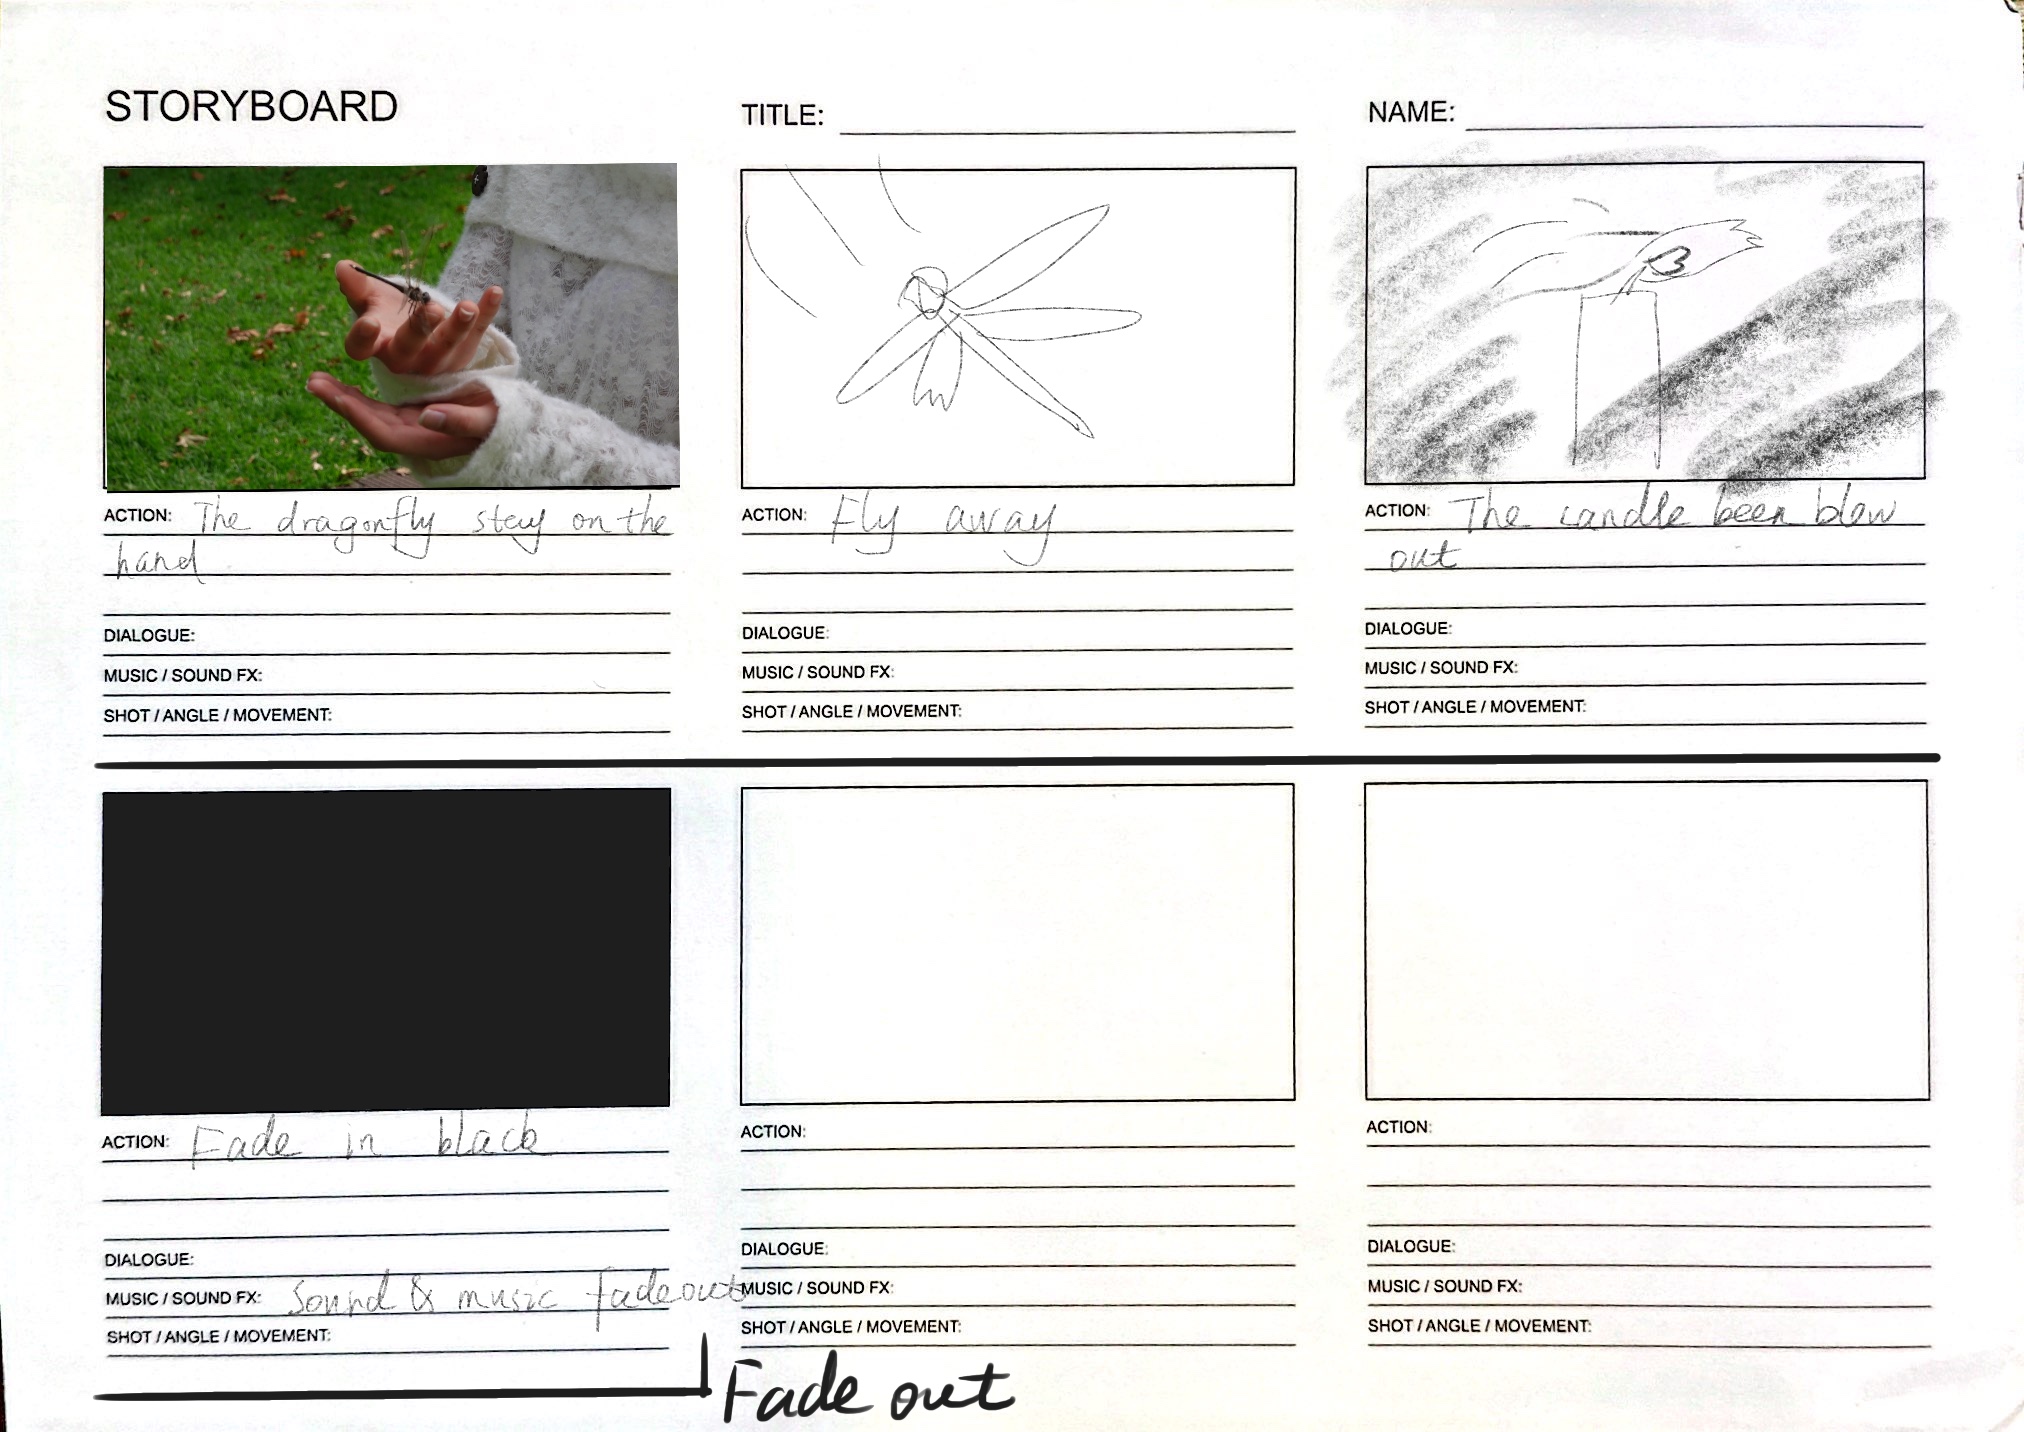 STORYBOARD
TITLE:
NAME:
ACTION: The dragonfly stay on the
hand
DIALOGUE:
MUSIC / SOUND FX:
SHOT / ANGLE / MOVEMENT:
ACTION: Fly away
DIALOGUE:
MUSIC / SOUND FX:
SHOT / ANGLE / MOVEMENT:
ACTION: The candle been blow
out
DIALOGUE:
MUSIC / SOUND FX:
SHOT / ANGLE / MOVEMENT:
ACTION: Fade in black
DIALOGUE:
MUSIC / SOUND FX: Sound & music fadeout
SHOT / ANGLE / MOVEMENT:
ACTION:
DIALOGUE:
MUSIC / SOUND FX:
SHOT / ANGLE / MOVEMENT:
ACTION:
DIALOGUE:
MUSIC / SOUND FX:
SHOT / ANGLE / MOVEMENT:
Fade out